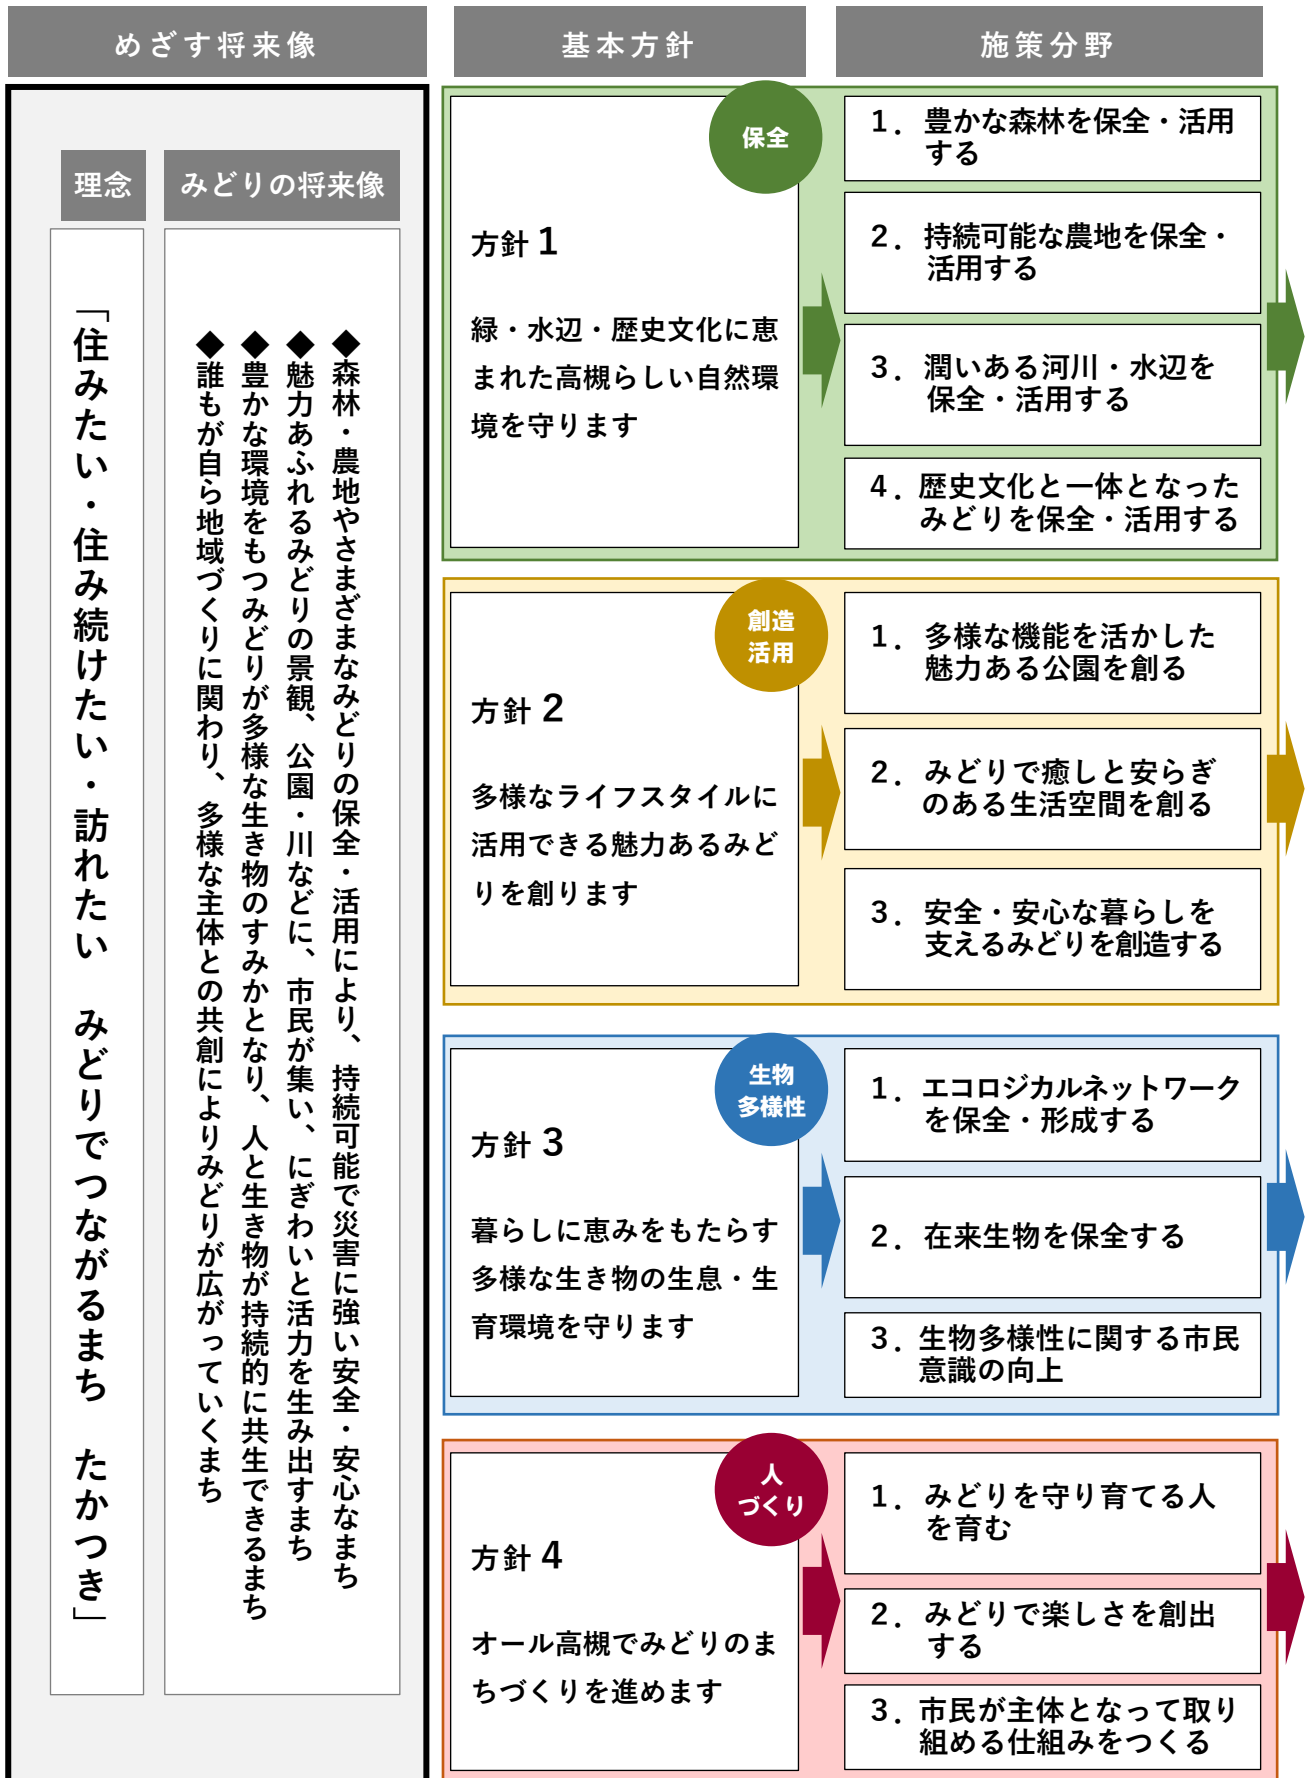 めざす将来像
基本方針
施策分野
理念
みどりの将来像
「住みたい・住み続けたい・訪れたい　みどりでつながるまち　たかつき」
◆森林・農地やさまざまなみどりの保全・活用により、持続可能で災害に強い安全・安心なまち
◆魅力あふれるみどりの景観、公園・川などに、市民が集い、にぎわいと活力を生み出すまち
◆豊かな環境をもつみどりが多様な生き物のすみかとなり、人と生き物が持続的に共生できるまち
◆誰もが自ら地域づくりに関わり、多様な主体との共創によりみどりが広がっていくまち
保全
方針 1
緑・水辺・歴史文化に恵
まれた高槻らしい自然環
境を守ります
1．豊かな森林を保全・活用
する
2．持続可能な農地を保全・
活用する
3．潤いある河川・水辺を
保全・活用する
4．歴史文化と一体となった
みどりを保全・活用する
創造
活用
方針 2
多様なライフスタイルに
活用できる魅力あるみど
りを創ります
1．多様な機能を活かした
魅力ある公園を創る
2．みどりで癒しと安らぎ
のある生活空間を創る
3．安全・安心な暮らしを
支えるみどりを創造する
生物
多様性
方針 3
暮らしに恵みをもたらす
多様な生き物の生息・生
育環境を守ります
1．エコロジカルネットワーク
を保全・形成する
2．在来生物を保全する
3．生物多様性に関する市民
意識の向上
人
づくり
方針 4
オール高槻でみどりのま
ちづくりを進めます
1．みどりを守り育てる人
を育む
2．みどりで楽しさを創出
する
3．市民が主体となって取り
組める仕組みをつくる